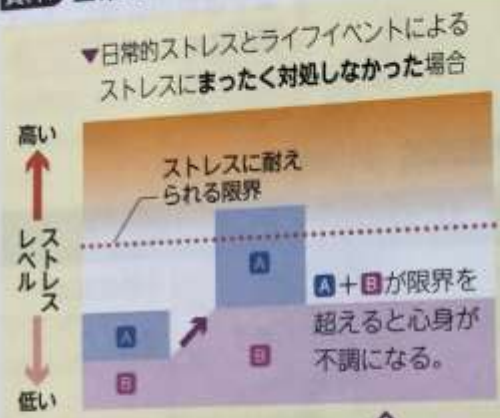 ▼日常的ストレスとライフイベントによる
ストレスにまったく対処しなかった場合
高い
ストレスに耐え
られる限界
ストレス
レベル
A
A+Bが限界を
超えると心身が
不調になる。
A
B
B
低い